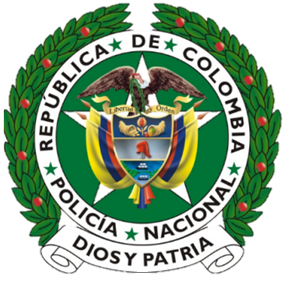 REPÚBLICA ★ DE ★ COLOMBIA
★ POLICÍA ★ NACIONAL ★
DIOS Y PATRIA
Libertad y Orden